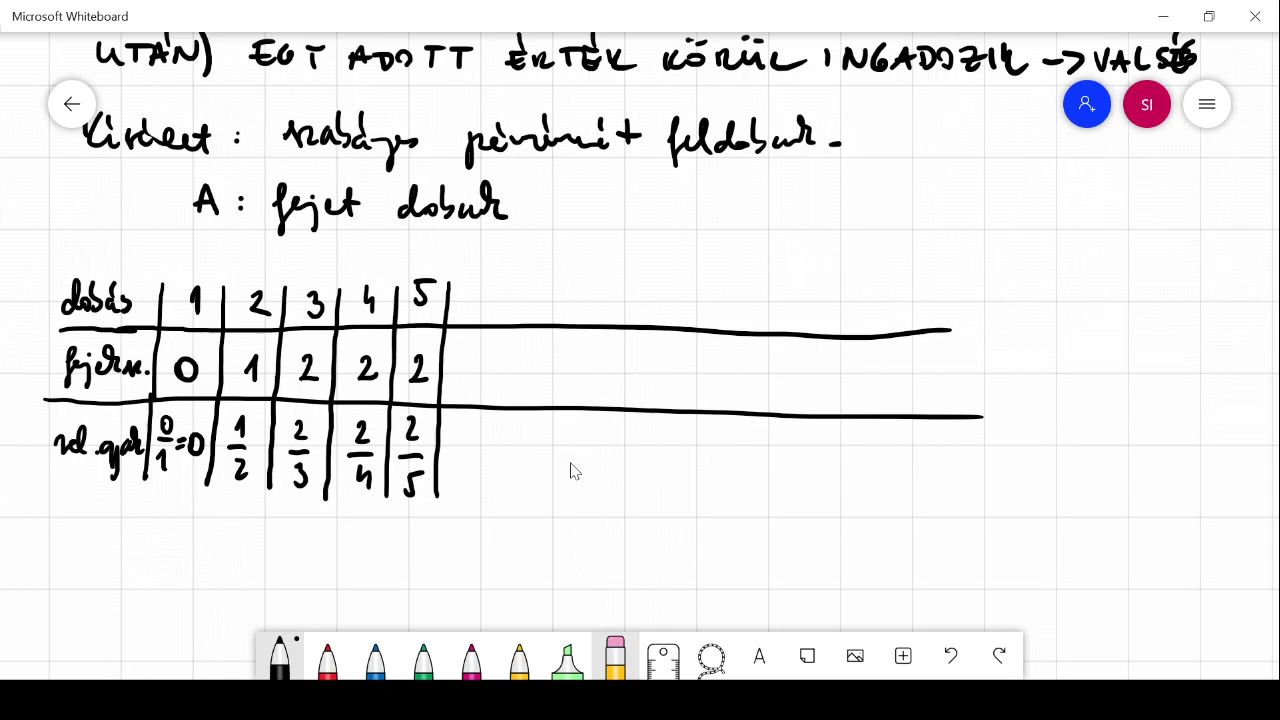 Microsoft Whiteboard
UTÁN) EGY ADOTT ÉRTÉK KÖRÜL INGADOZIK → VALSÉG
SI
Kísérlet: szabályos pénzérmét feldobunk.
A: fejet dobunk
dobás 1 2 3 4 5
fejek sz. 0 1 2 2 2
rel. gyak 0/1=0 1/2 2/3 2/4 2/5
A